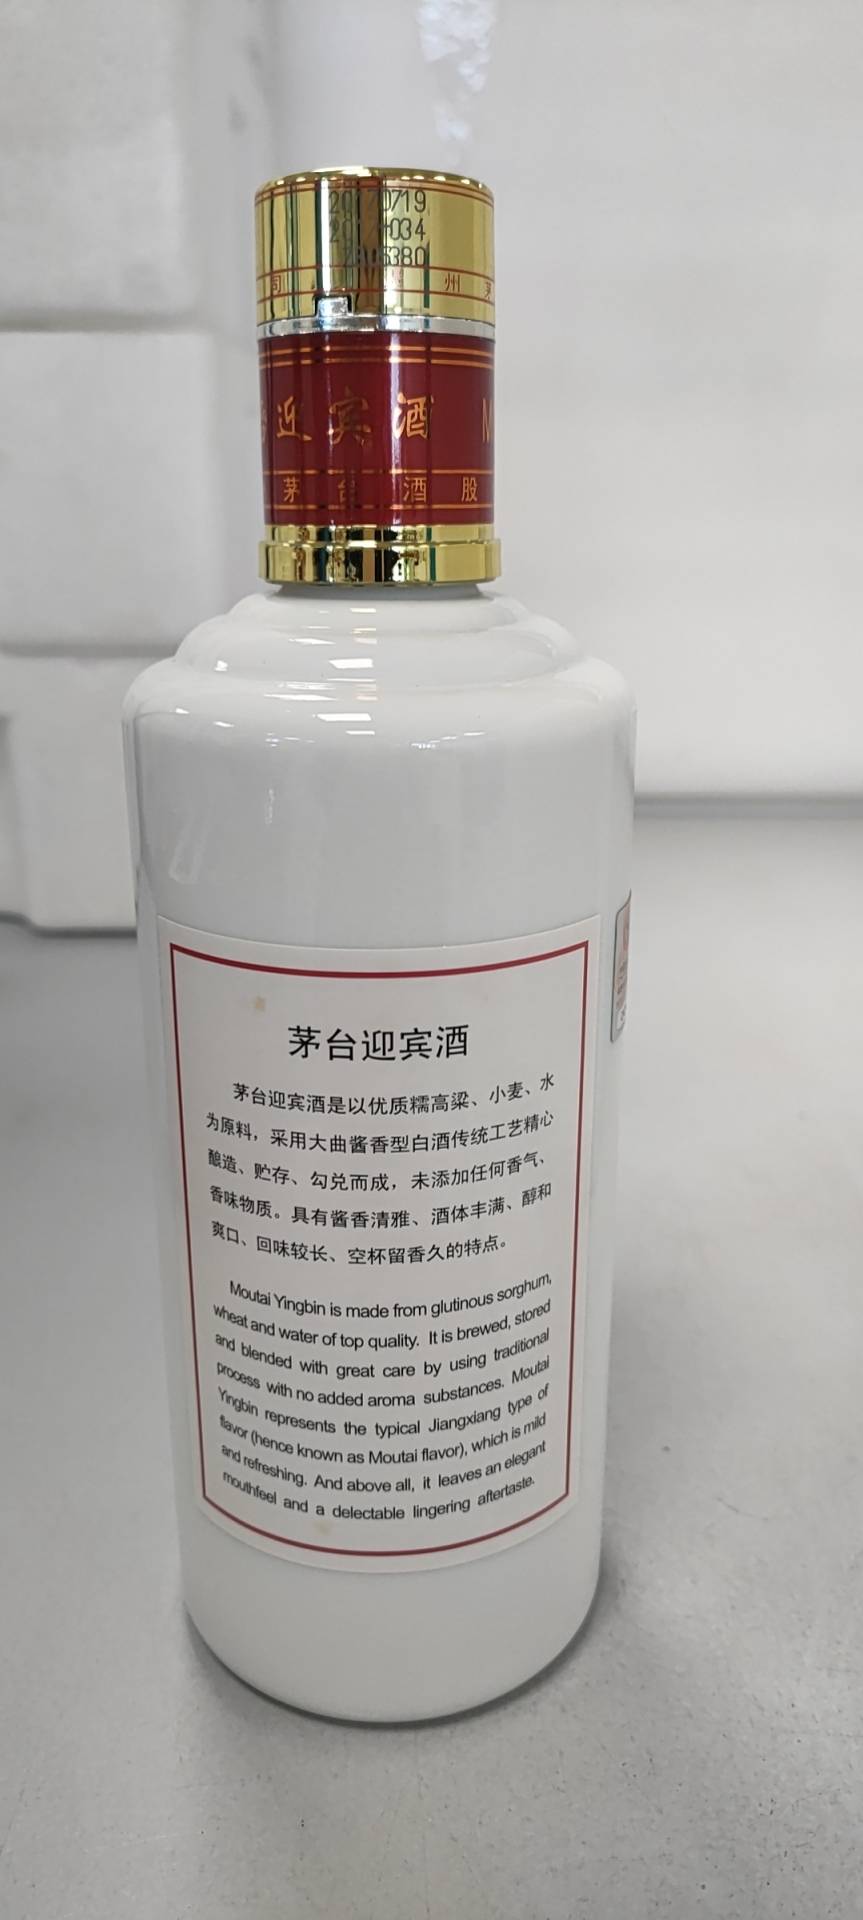 20170719
2017-034
司 州 茅
迎宾酒 M
茅台酒股
茅台迎宾酒
茅台迎宾酒是以优质糯高粱、小麦、水
为原料，采用大曲酱香型白酒传统工艺精心
酿造、贮存、勾兑而成，未添加任何香气、
香味物质。具有酱香清雅、酒体丰满、醇和
爽口、回味较长、空杯留香久的特点。
Moutai Yingbin is made from glutinous sorghum,
wheat and water of top quality. It is brewed, stored
and blended with great care by using traditional
process with no added aroma substances. Moutai
Yingbin represents the typical Jiangxiang type of
flavor (hence known as Moutai flavor), which is mild
and refreshing. And above all, it leaves an elegant
mouthfeel and a delectable lingering aftertaste.